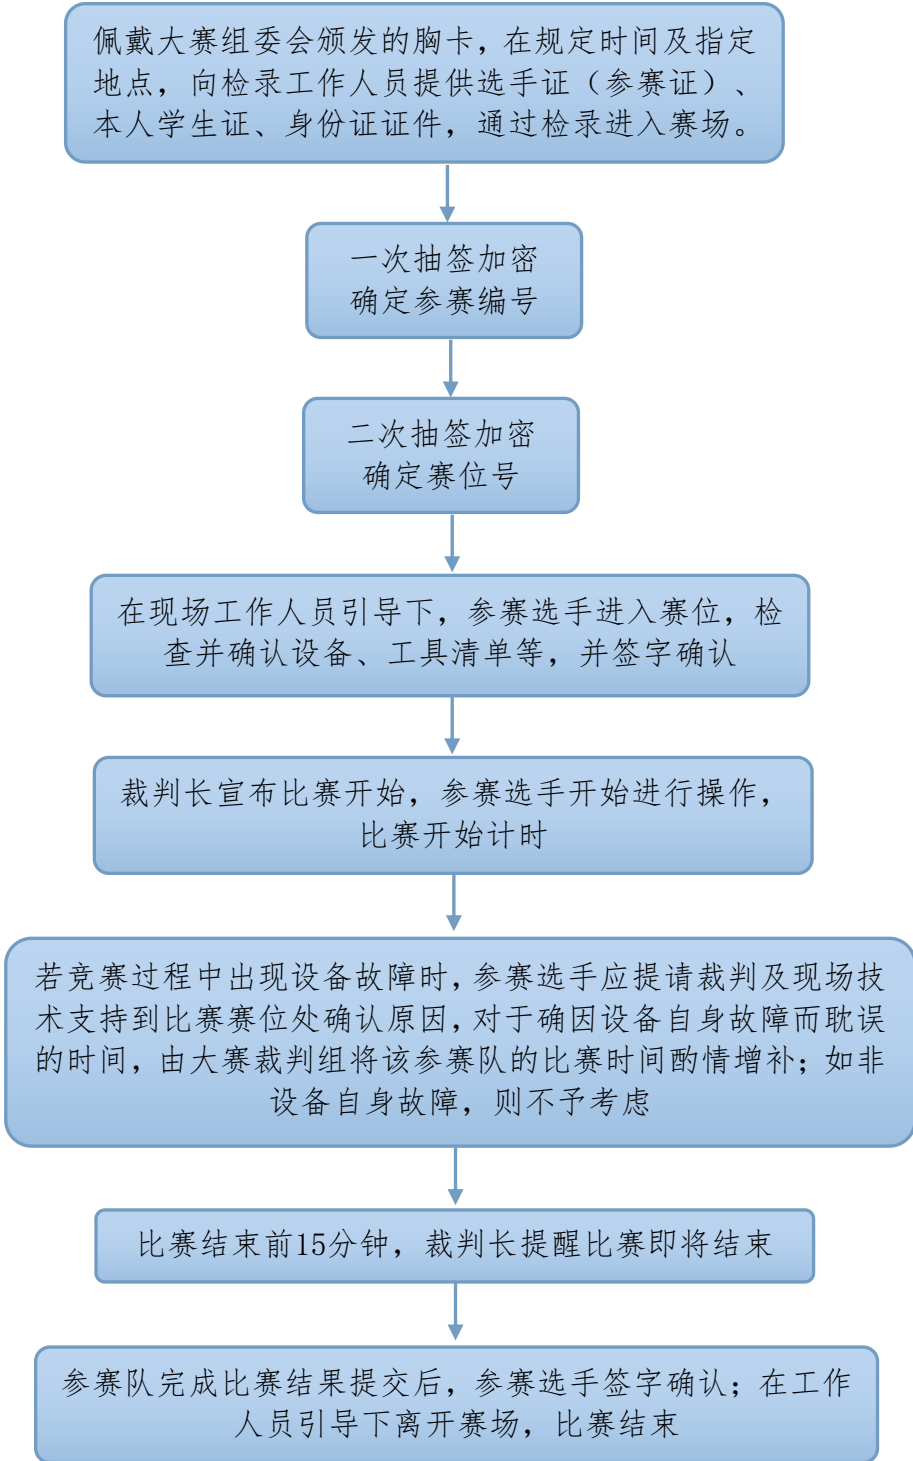 佩戴大赛组委会颁发的胸卡，在规定时间及指定
地点，向检录工作人员提供选手证（参赛证）、
本人学生证、身份证证件，通过检录进入赛场。
一次抽签加密
确定参赛编号
二次抽签加密
确定赛位号
在现场工作人员引导下，参赛选手进入赛位，检
查并确认设备、工具清单等，并签字确认
裁判长宣布比赛开始，参赛选手开始进行操作，
比赛开始计时
若竞赛过程中出现设备故障时，参赛选手应提请裁判及现场技
术支持到比赛赛位处确认原因，对于确因设备自身故障而耽误
的时间，由大赛裁判组将该参赛队的比赛时间酌情增补；如非
设备自身故障，则不予考虑
比赛结束前15分钟，裁判长提醒比赛即将结束
参赛队完成比赛结果提交后，参赛选手签字确认；在工作
人员引导下离开赛场，比赛结束